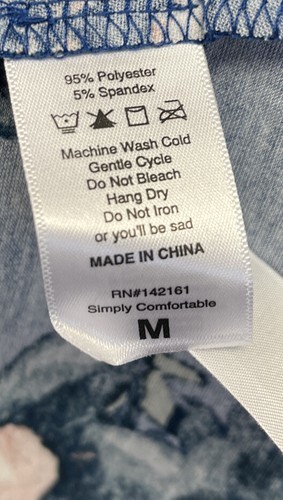 95% Polyester
5% Spandex
Machine Wash Cold
Gentle Cycle
Do Not Bleach
Hang Dry
Do Not Iron
or you'll be sad
MADE IN CHINA
RN#142161
Simply Comfortable
M